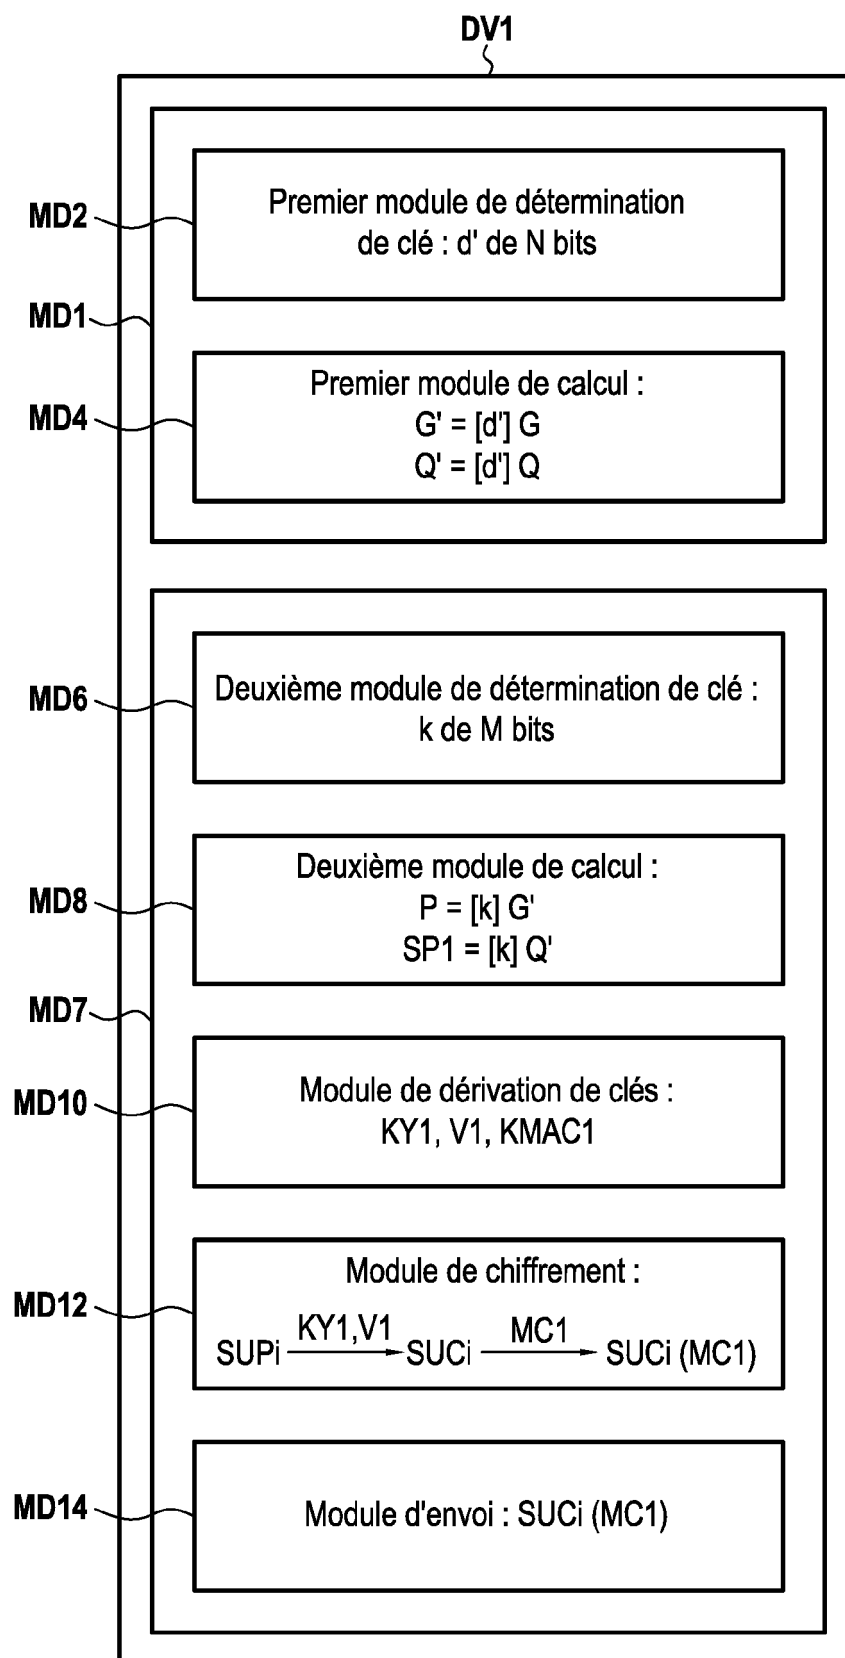 DV1
MD2
Premier module de détermination
de clé : d' de N bits
MD1
MD4
Premier module de calcul :
G' = [d'] G
Q' = [d'] Q
MD6
Deuxième module de détermination de clé :
k de M bits
MD8
Deuxième module de calcul :
P = [k] G'
SP1 = [k] Q'
MD7
MD10
Module de dérivation de clés :
KY1, V1, KMAC1
MD12
Module de chiffrement :
KY1,V1 MC1
SUPi SUCi SUCi (MC1)
MD14
Module d'envoi : SUCi (MC1)